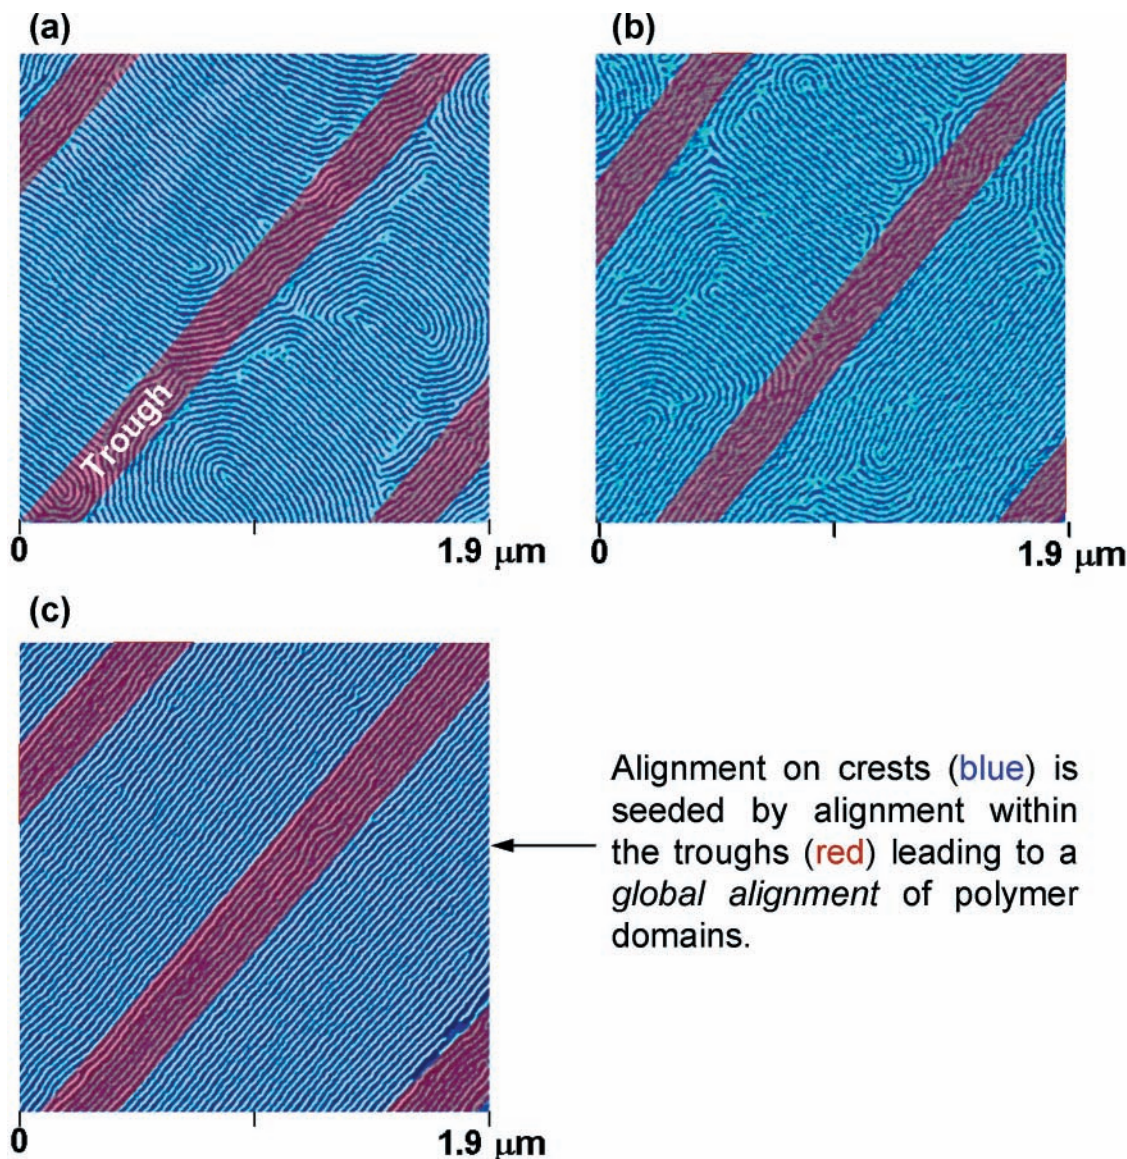 (a)
(b)
Trough
0
1.9 μm
0
1.9 μm
(c)
Alignment on crests (blue) is
seeded by alignment within
the troughs (red) leading to a
global alignment of polymer
domains.
0
1.9 μm